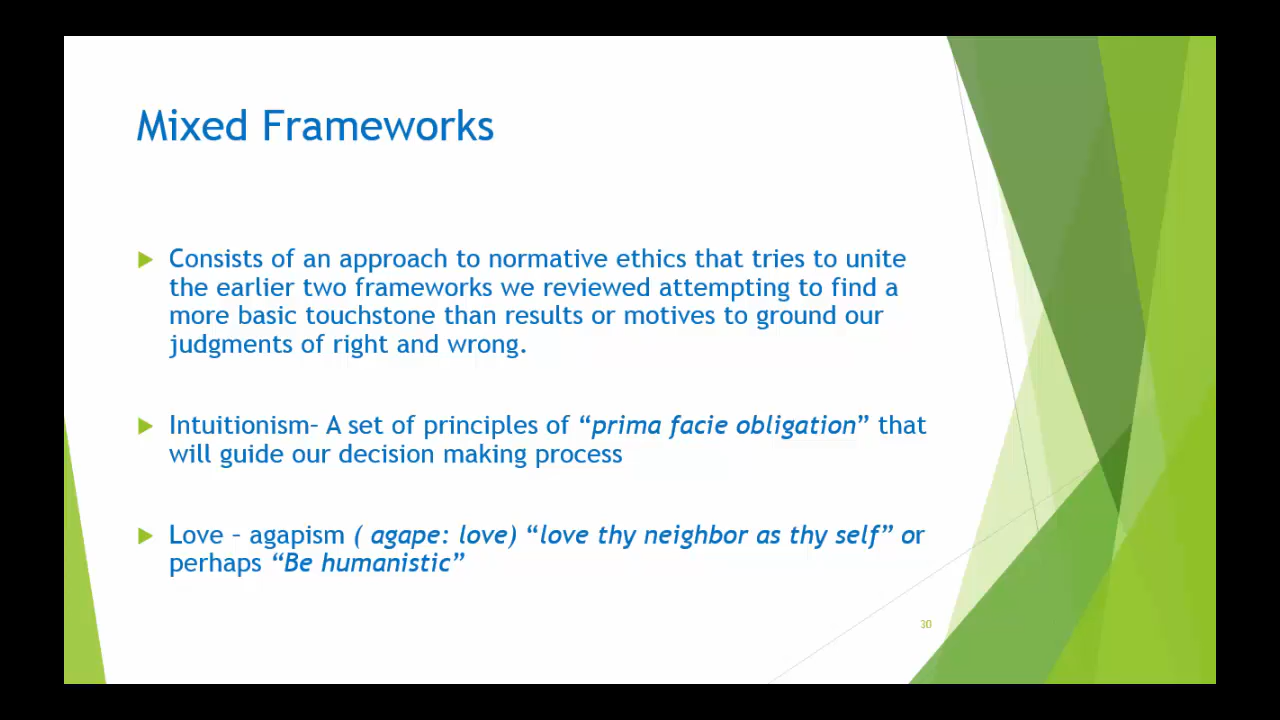 Mixed Frameworks
Consists of an approach to normative ethics that tries to unite
the earlier two frameworks we reviewed attempting to find a
more basic touchstone than results or motives to ground our
judgments of right and wrong.
Intuitionism– A set of principles of “prima facie obligation” that
will guide our decision making process
Love – agapism ( agape: love) “love thy neighbor as thy self” or
perhaps “Be humanistic”
30